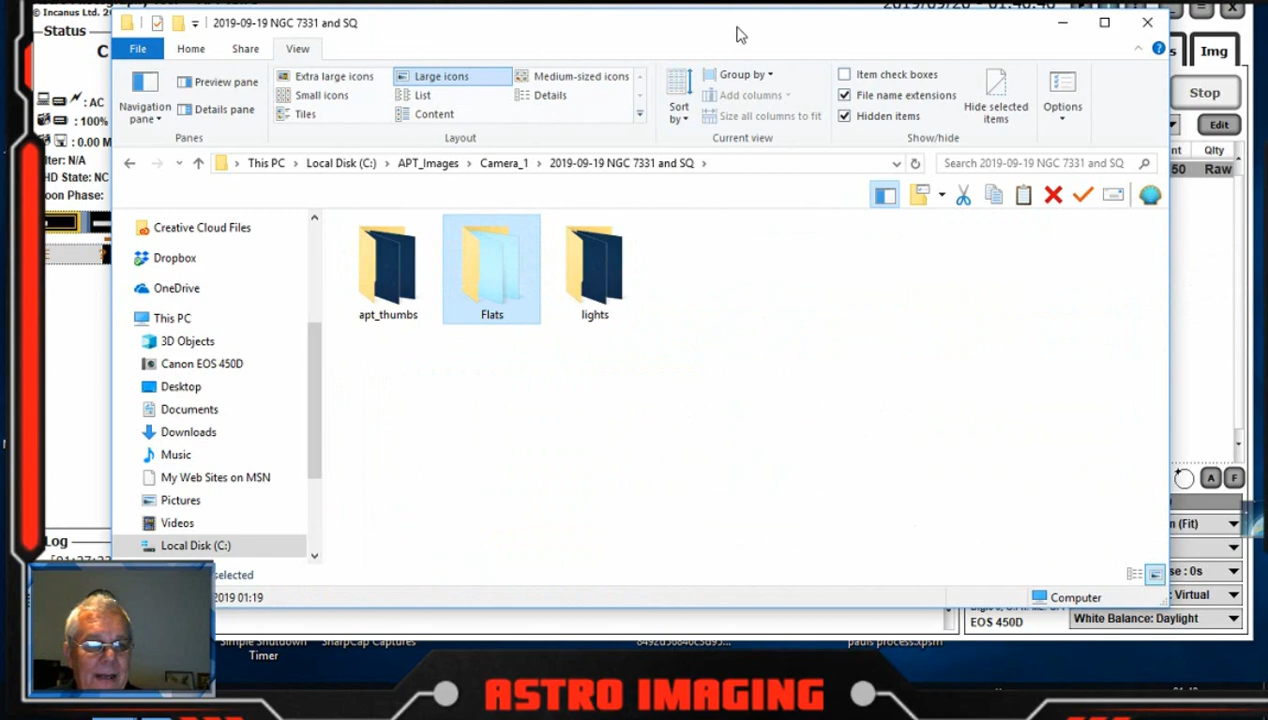 © Incanus Ltd. 20
Status
C
: AC
: 100%
: 0.00 M
lter: N/A
HD State: NC
oon Phase:
2019-09-19 NGC 7331 and SQ
File
Home
Share
View
Navigation pane
Preview pane
Details pane
Panes
Extra large icons
Large icons
Medium-sized icons
Small icons
List
Details
Tiles
Content
Layout
Sort by
Group by
Add columns
Size all columns to fit
Current view
Item check boxes
File name extensions
Hidden items
Hide selected items
Show/hide
Options
s
Img
Stop
Edit
nt
Qlty
50
Raw
This PC
Local Disk (C:)
APT_Images
Camera_1
2019-09-19 NGC 7331 and SQ
Search 2019-09-19 NGC 7331 and SQ
Creative Cloud Files
Dropbox
OneDrive
This PC
3D Objects
Canon EOS 450D
Desktop
Documents
Downloads
Music
My Web Sites on MSN
Pictures
Videos
Local Disk (C:)
apt_thumbs
Flats
lights
A
F
n (Fit)
se : 0s
: Virtual
White Balance: Daylight
EOS 450D
Log
selected
2019 01:19
Computer
Simple Shutdown
Timer
SharpCap Captures
pauls process.xpsm
ASTRO IMAGING